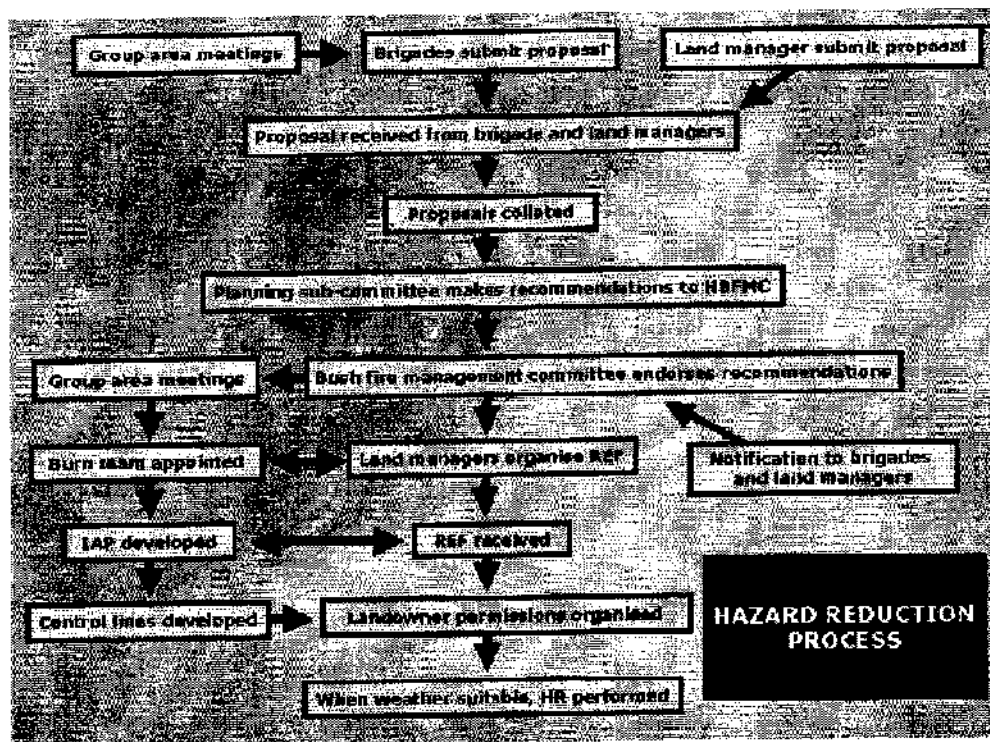 Group area meetings
Brigades submit proposal
Land manager submit proposal
Proposal received from brigade and land managers
Proposals collated
Planning sub-committee makes recommendations to HBFMC
Group area meetings
Bush fire management committee endorses recommendations
Burn team appointed
Land managers organise REF
Notification to brigades
and land managers
IAP developed
REF received
Control lines developed
Landowner permissions organised
HAZARD REDUCTION
PROCESS
When weather suitable, HR performed